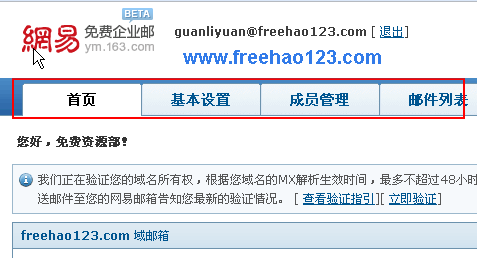 BETA
網易 免费企业邮
ym.163.com
guanliyuan@freehao123.com [ 退出 ]
www.freehao123.com
首页 基本设置 成员管理 邮件列表
您好，免费资源部!
我们正在验证您的域名所有权，根据您域名的MX解析生效时间，最多不超过48小时
送邮件至您的网易邮箱告知您最新的验证情况。 [ 查看验证指引][ 立即验证]
freehao123.com 域邮箱